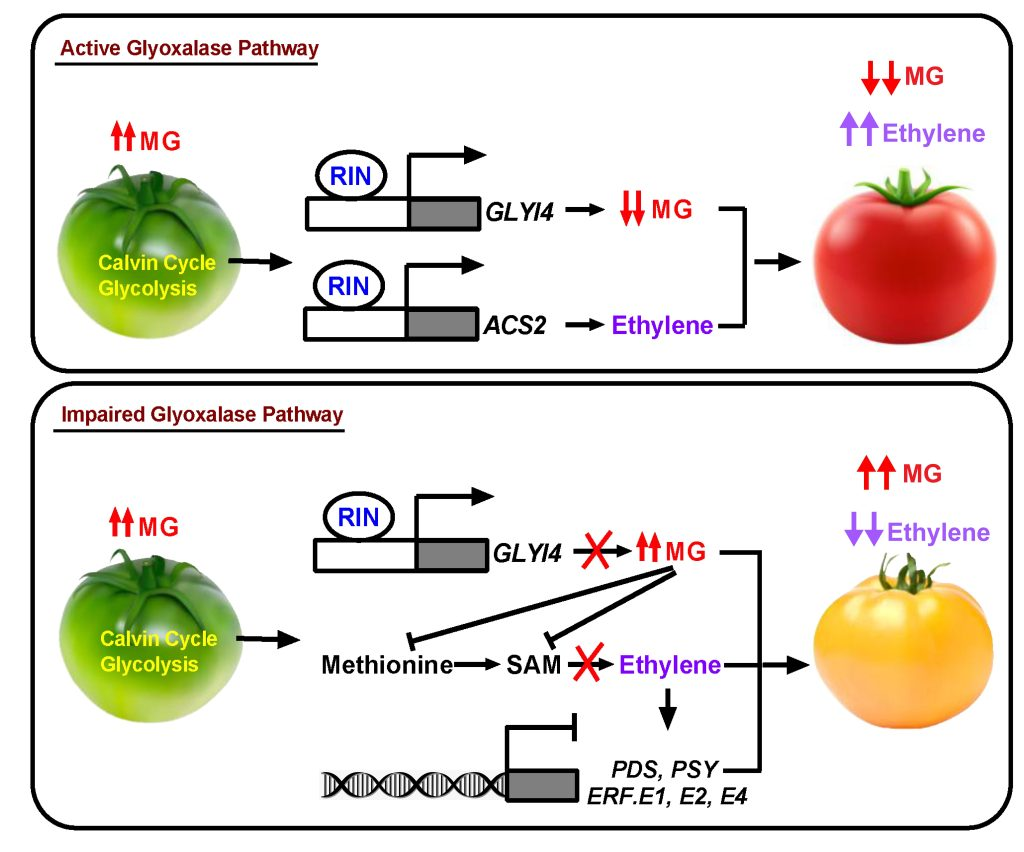 Active Glyoxalase Pathway
MG
Ethylene
MG
RIN
GLYI4
MG
Calvin Cycle
Glycolysis
RIN
ACS2
Ethylene
Impaired Glyoxalase Pathway
MG
Ethylene
MG
RIN
GLYI4
MG
Calvin Cycle
Glycolysis
Methionine
SAM
Ethylene
PDS, PSY
ERF.E1, E2, E4